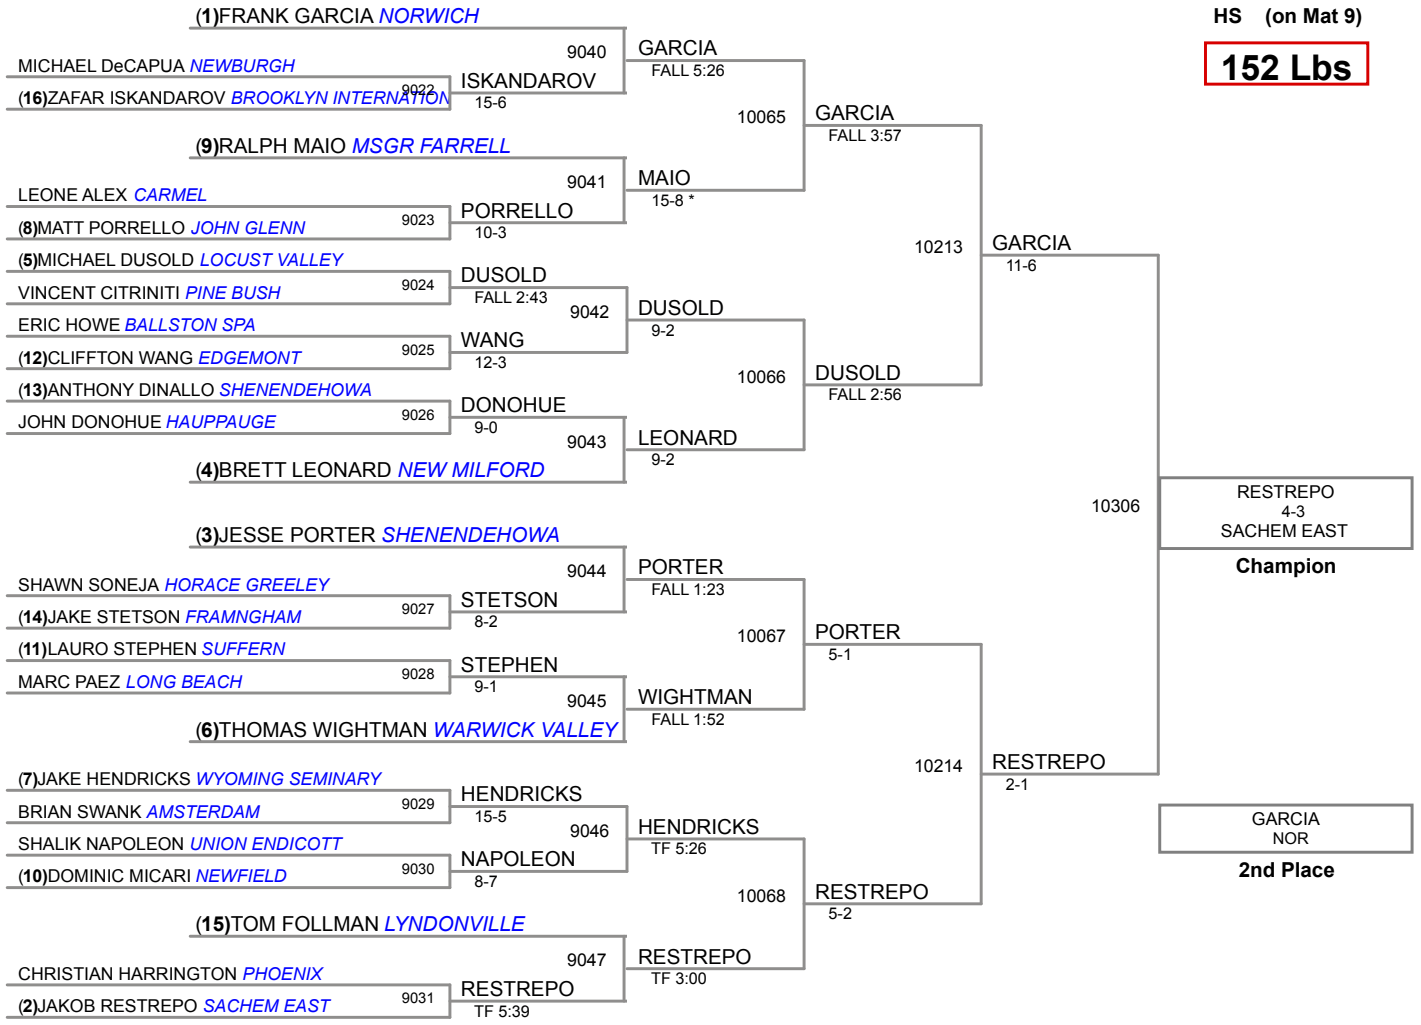 (1)FRANK GARCIA NORWICH
HS (on Mat 9)
152 Lbs
MICHAEL DeCAPUA NEWBURGH
(16)ZAFAR ISKANDAROV BROOKLYN INTERNATION
9022
ISKANDAROV
15-6
9040
GARCIA
FALL 5:26
(9)RALPH MAIO MSGR FARRELL
LEONE ALEX CARMEL
(8)MATT PORRELLO JOHN GLENN
9023
PORRELLO
10-3
9041
MAIO
15-8 *
10065
GARCIA
FALL 3:57
(5)MICHAEL DUSOLD LOCUST VALLEY
VINCENT CITRINITI PINE BUSH
9024
DUSOLD
FALL 2:43
ERIC HOWE BALLSTON SPA
(12)CLIFFTON WANG EDGEMONT
9025
WANG
12-3
9042
DUSOLD
9-2
(13)ANTHONY DINALLO SHENENDEHOWA
JOHN DONOHUE HAUPPAUGE
9026
DONOHUE
9-0
(4)BRETT LEONARD NEW MILFORD
9043
LEONARD
9-2
10066
DUSOLD
FALL 2:56
10213
GARCIA
11-6
(3)JESSE PORTER SHENENDEHOWA
SHAWN SONEJA HORACE GREELEY
(14)JAKE STETSON FRAMNGHAM
9027
STETSON
8-2
9044
PORTER
FALL 1:23
(11)LAURO STEPHEN SUFFERN
MARC PAEZ LONG BEACH
9028
STEPHEN
9-1
(6)THOMAS WIGHTMAN WARWICK VALLEY
9045
WIGHTMAN
FALL 1:52
10067
PORTER
5-1
(7)JAKE HENDRICKS WYOMING SEMINARY
BRIAN SWANK AMSTERDAM
9029
HENDRICKS
15-5
SHALIK NAPOLEON UNION ENDICOTT
(10)DOMINIC MICARI NEWFIELD
9030
NAPOLEON
8-7
9046
HENDRICKS
TF 5:26
(15)TOM FOLLMAN LYNDONVILLE
CHRISTIAN HARRINGTON PHOENIX
(2)JAKOB RESTREPO SACHEM EAST
9031
RESTREPO
TF 5:39
9047
RESTREPO
TF 3:00
10068
RESTREPO
5-2
10214
RESTREPO
2-1
10306
RESTREPO
4-3
SACHEM EAST
Champion
GARCIA
NOR
2nd Place